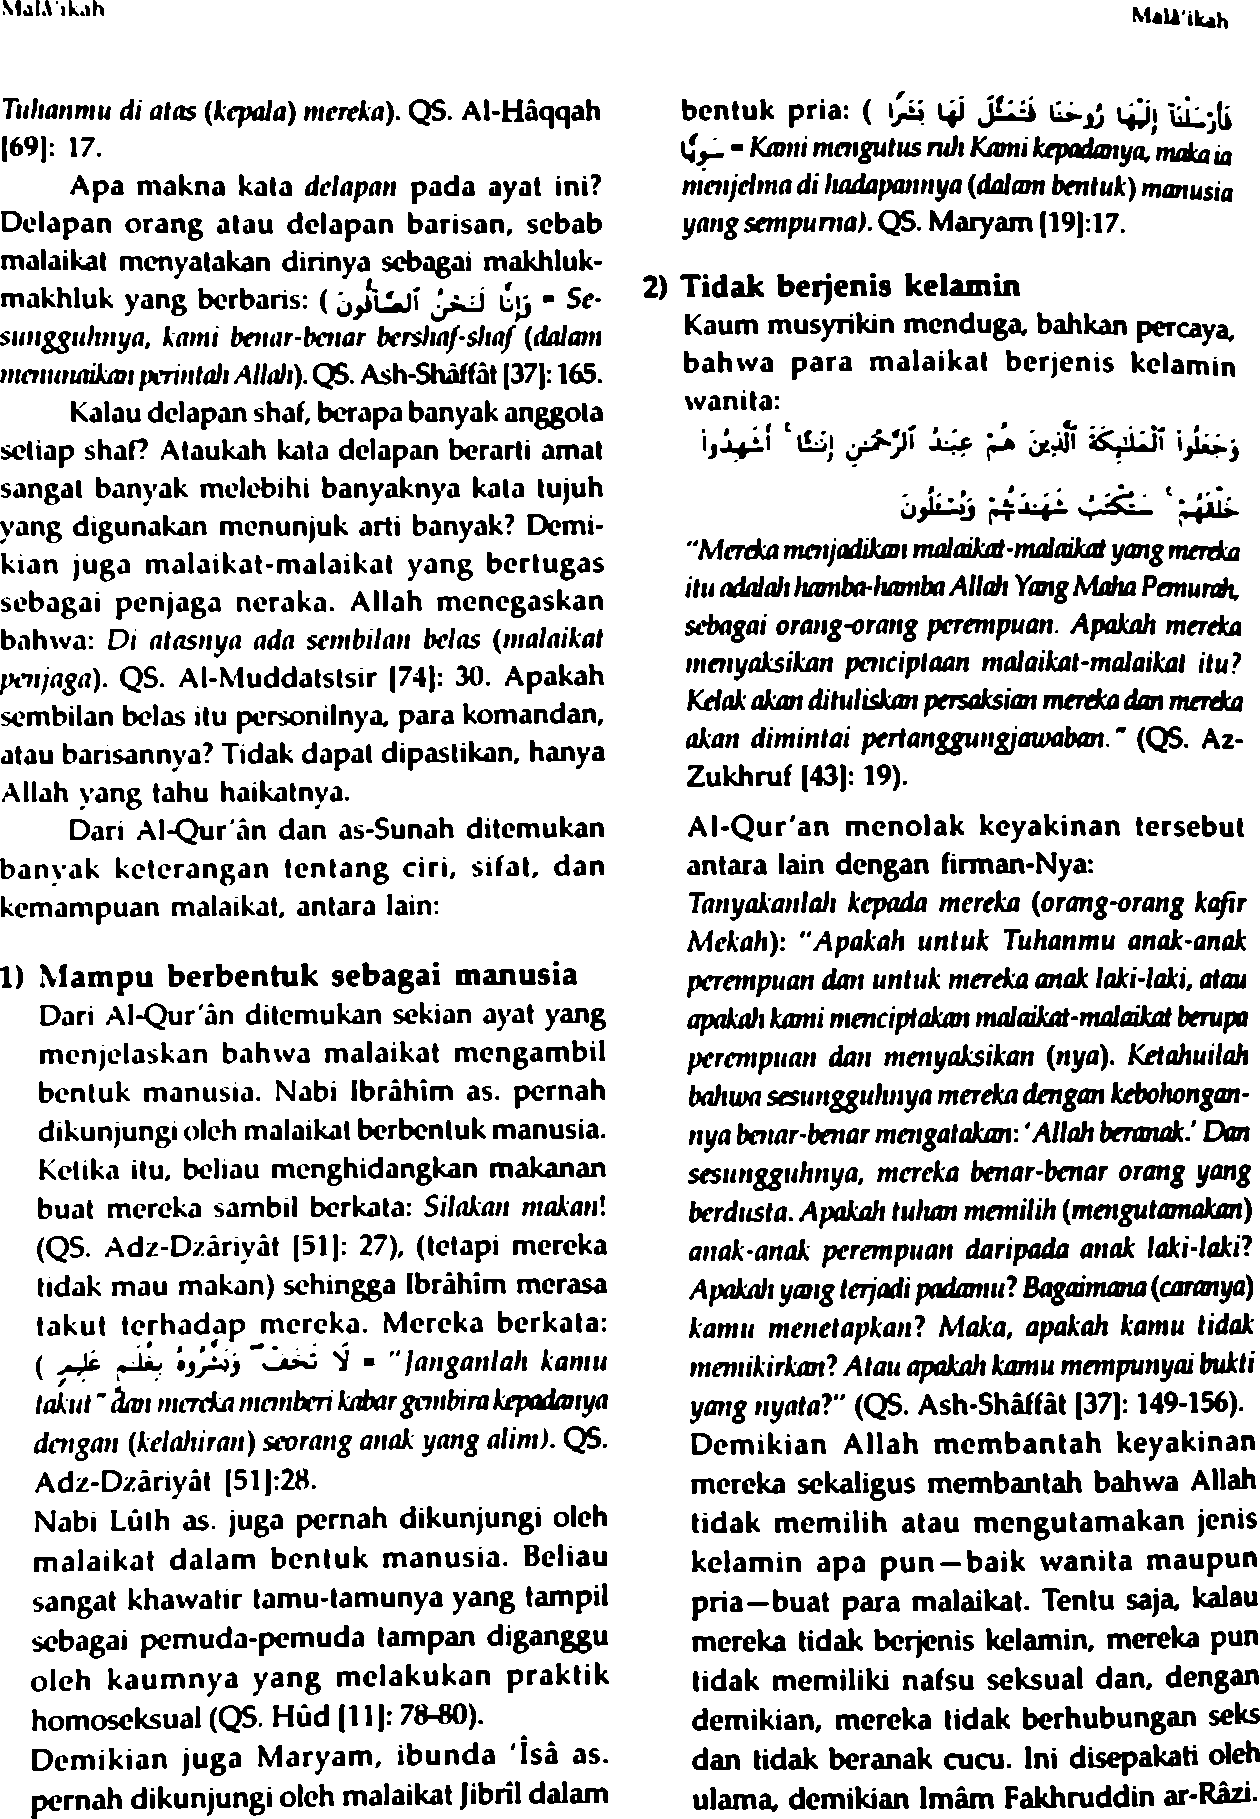 Malâ'ikah
Malâ'ikah
Tuhanmu di atas (kepala) mereka). QS. Al-Hâqqah
[69]: 17.
Apa makna kata delapan pada ayat ini?
Delapan orang atau delapan barisan, sebab
malaikat menyatakan dirinya sebagai makhluk-
makhluk yang berbaris: ( وَإِنَّا لَنَحْنُ ٱلصَّآفُّونَ = Se-
sungguhnya, kami benar-benar bershaf-shaf (dalam
menunaikan perintah Allah). QS. Ash-Shâffât [37]: 165.
Kalau delapan shaf, berapa banyak anggota
setiap shaf? Ataukah kata delapan berarti amat
sangat banyak melebihi banyaknya kata tujuh
yang digunakan menunjuk arti banyak? Demi-
kian juga malaikat-malaikat yang bertugas
sebagai penjaga neraka. Allah menegaskan
bahwa: Di atasnya ada sembilan belas (malaikat
penjaga). QS. Al-Muddatstsir [74]: 30. Apakah
sembilan belas itu personilnya, para komandan,
atau barisannya? Tidak dapat dipastikan, hanya
Allah yang tahu haikatnya.
Dari Al-Qur'ân dan as-Sunah ditemukan
banyak keterangan tentang ciri, sifat, dan
kemampuan malaikat, antara lain:
1) Mampu berbentuk sebagai manusia
Dari Al-Qur'ân ditemukan sekian ayat yang
menjelaskan bahwa malaikat mengambil
bentuk manusia. Nabi Ibrâhîm as. pernah
dikunjungi oleh malaikat berbentuk manusia.
Ketika itu, beliau menghidangkan makanan
buat mereka sambil berkata: Silakan makan!
(QS. Adz-Dzâriyât [51]: 27), (tetapi mereka
tidak mau makan) sehingga Ibrâhîm merasa
takut terhadap mereka. Mereka berkata:
( لَا تَخَفْ ۖ وَبَشَّرُوهُ بِغُلَـٰمٍ عَلِيمٍ = "Janganlah kamu
takut" dan mereka memberi kabar gembira kepadanya
dengan (kelahiran) seorang anak yang alim). QS.
Adz-Dzâriyât [51]:28.
Nabi Lûth as. juga pernah dikunjungi oleh
malaikat dalam bentuk manusia. Beliau
sangat khawatir tamu-tamunya yang tampil
sebagai pemuda-pemuda tampan diganggu
oleh kaumnya yang melakukan praktik
homoseksual (QS. Hûd [11]: 78-80).
Demikian juga Maryam, ibunda 'Îsâ as.
pernah dikunjungi oleh malaikat Jibrîl dalam
bentuk pria: ( فَأَرْسَلْنَآ إِلَيْهَا رُوحَنَا فَتَمَثَّلَ لَهَا بَشَرًا
سَوِيًّا = Kami mengutus ruh Kami kepadanya, maka ia
menjelma di hadapannya (dalam bentuk) manusia
yang sempurna). QS. Maryam [19]:17.
2) Tidak berjenis kelamin
Kaum musyrikin menduga, bahkan percaya,
bahwa para malaikat berjenis kelamin
wanita:
وَجَعَلُوا۟ ٱلْمَلَـٰٓئِكَةَ ٱلَّذِينَ هُمْ عِبَـٰدُ ٱلرَّحْمَـٰنِ إِنَـٰثًا ۚ أَشَهِدُوا۟
خَلْقَهُمْ ۚ سَتُكْتَبُ شَهَـٰدَتُهُمْ وَيُسْـَٔلُونَ
"Mereka menjadikan malaikat-malaikat yang mereka
itu adalah hamba-hamba Allah Yang Maha Pemurah,
sebagai orang-orang perempuan. Apakah mereka
menyaksikan penciptaan malaikat-malaikat itu?
Kelak akan dituliskan persaksian mereka dan mereka
akan dimintai pertanggungjawaban." (QS. Az-
Zukhruf [43]: 19).
Al-Qur'an menolak keyakinan tersebut
antara lain dengan firman-Nya:
Tanyakanlah kepada mereka (orang-orang kafir
Mekah): "Apakah untuk Tuhanmu anak-anak
perempuan dan untuk mereka anak laki-laki, atau
apakah kami menciptakan malaikat-malaikat berupa
perempuan dan menyaksikan (nya). Ketahuilah
bahwa sesungguhnya mereka dengan kebohongan-
nya benar-benar mengatakan: 'Allah beranak.' Dan
sesungguhnya, mereka benar-benar orang yang
berdusta. Apakah tuhan memilih (mengutamakan)
anak-anak perempuan daripada anak laki-laki?
Apakah yang terjadi padamu? Bagaimana (caranya)
kamu menetapkan? Maka, apakah kamu tidak
memikirkan? Atau apakah kamu mempunyai bukti
yang nyata?" (QS. Ash-Shâffât [37]: 149-156).
Demikian Allah membantah keyakinan
mereka sekaligus membantah bahwa Allah
tidak memilih atau mengutamakan jenis
kelamin apa pun—baik wanita maupun
pria—buat para malaikat. Tentu saja, kalau
mereka tidak berjenis kelamin, mereka pun
tidak memiliki nafsu seksual dan, dengan
demikian, mereka tidak berhubungan seks
dan tidak beranak cucu. Ini disepakati oleh
ulama, demikian Imâm Fakhruddin ar-Râzi.